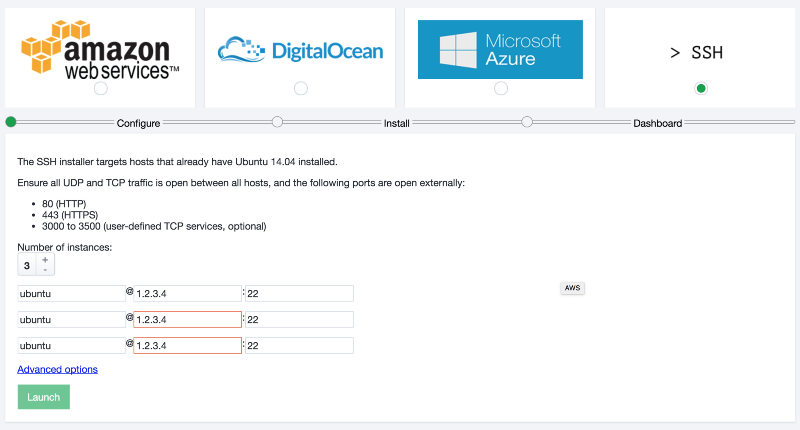 amazon
web services™
DigitalOcean
Microsoft
Azure
> SSH
Configure
Install
Dashboard
The SSH installer targets hosts that already have Ubuntu 14.04 installed.
Ensure all UDP and TCP traffic is open between all hosts, and the following ports are open externally:
• 80 (HTTP)
• 443 (HTTPS)
• 3000 to 3500 (user-defined TCP services, optional)
Number of instances:
3 + -
ubuntu @ 1.2.3.4 : 22
AWS
ubuntu @ 1.2.3.4 : 22
ubuntu @ 1.2.3.4 : 22
Advanced options
Launch